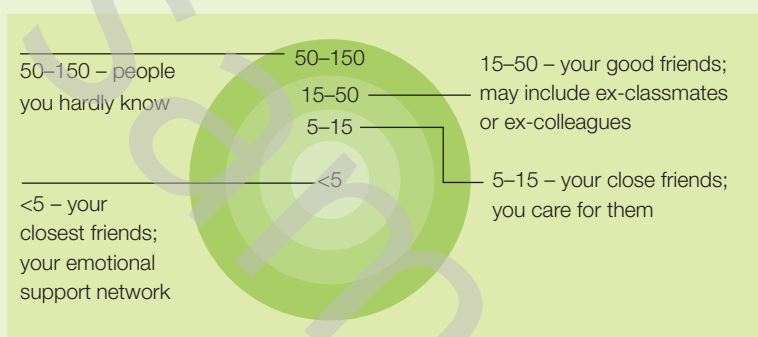 50–150 – people
you hardly know
<5 – your
closest friends;
your emotional
support network
50–150
15–50
5–15
<5
15–50 – your good friends;
may include ex-classmates
or ex-colleagues
5–15 – your close friends;
you care for them